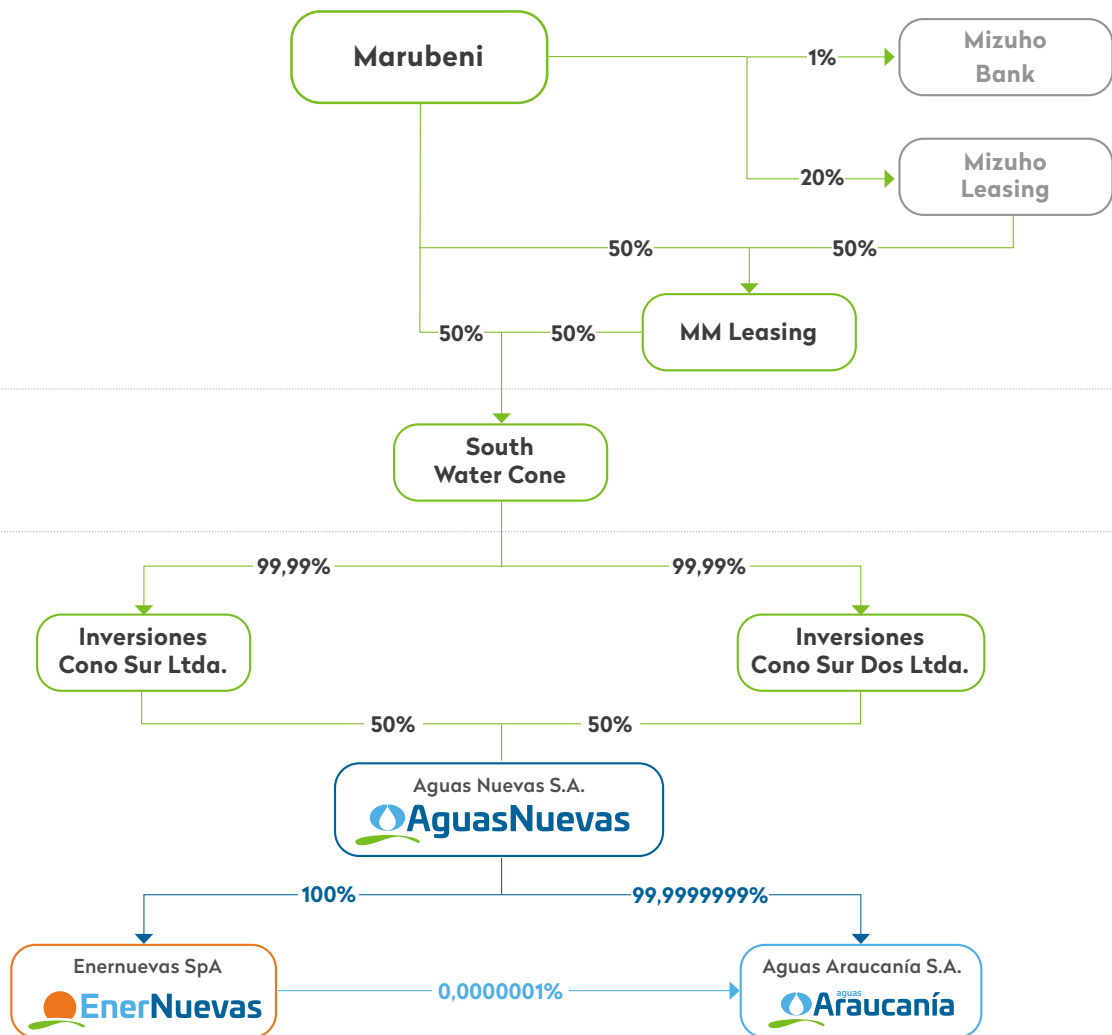 Marubeni
1%
Mizuho
Bank
20%
Mizuho
Leasing
50%
50%
50%
50%
MM Leasing
South
Water Cone
99,99%
99,99%
Inversiones
Cono Sur Ltda.
Inversiones
Cono Sur Dos Ltda.
50%
50%
Aguas Nuevas S.A.
AguasNuevas
100%
99,9999999%
Enernuevas SpA
EnerNuevas
0,0000001%
Aguas Araucanía S.A.
aguas
Araucanía